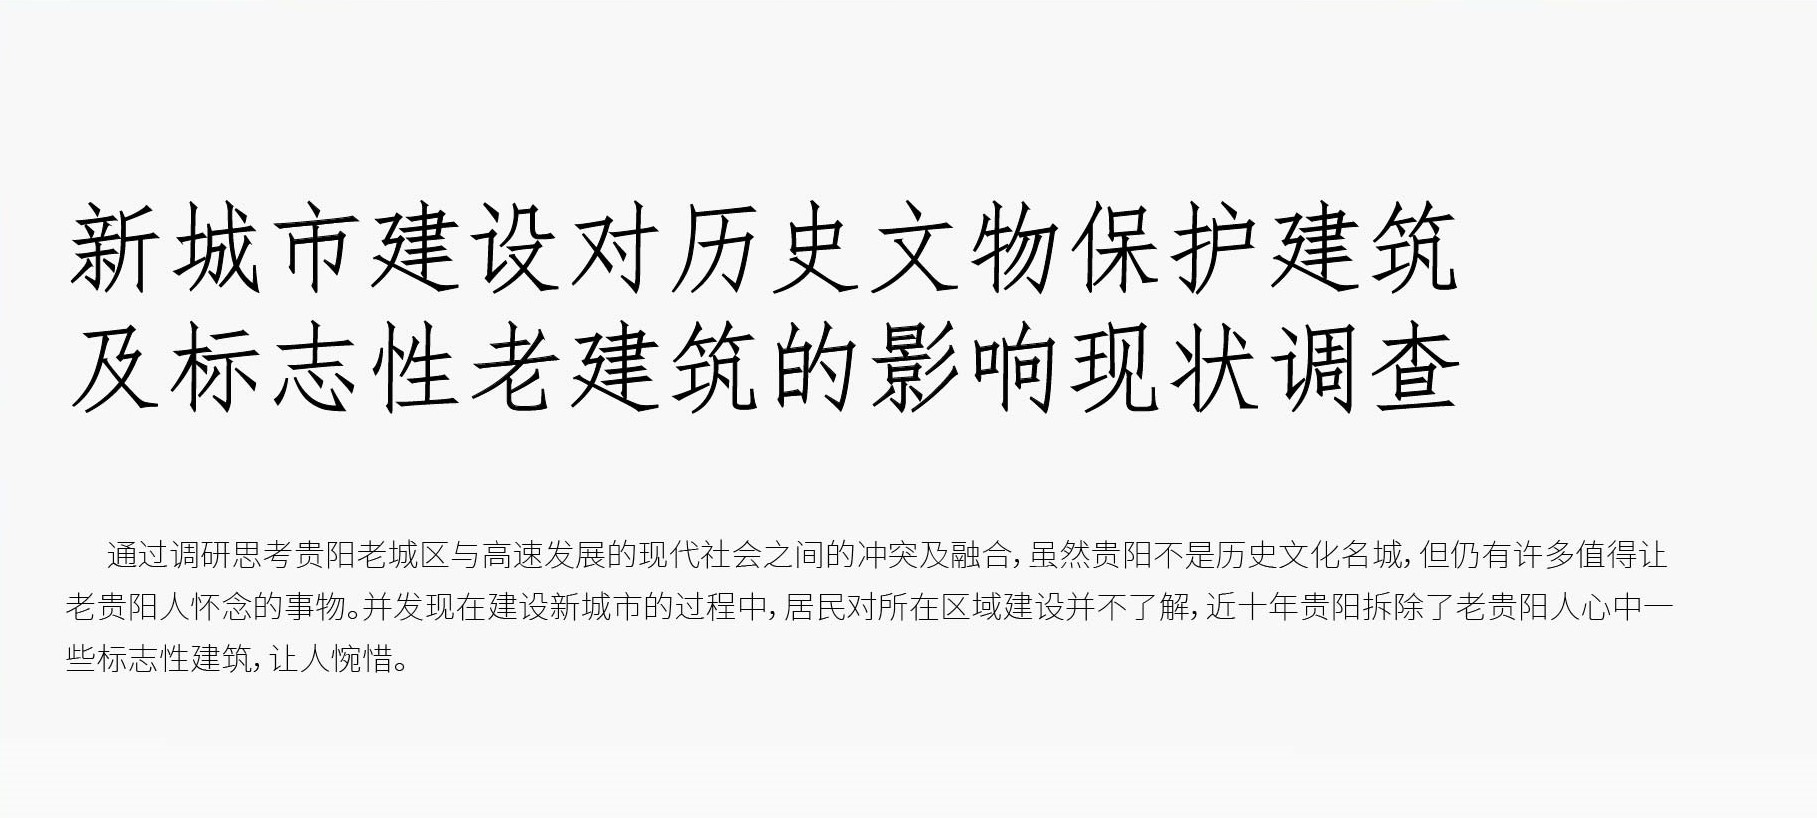 新城市建设对历史文物保护建筑
及标志性老建筑的影响现状调查
通过调研思考贵阳老城区与高速发展的现代社会之间的冲突及融合，虽然贵阳不是历史文化名城，但仍有许多值得让
老贵阳人怀念的事物。并发现在建设新城市的过程中，居民对所在区域建设并不了解，近十年贵阳拆除了老贵阳人心中一
些标志性建筑，让人惋惜。